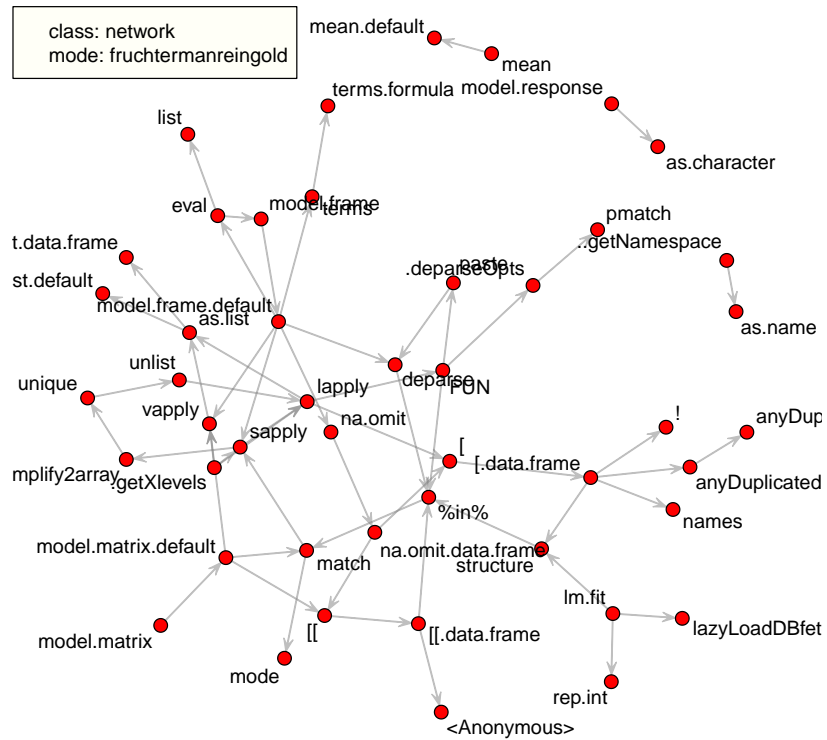 class: network
mode: fruchtermanreingold
mean.default
mean
model.response
terms.formula
list
as.character
eval
model.frame
terms
pmatch
t.data.frame
..getNamespace
paste
.deparseOpts
st.default
model.frame.default
as.list
as.name
unlist
deparse
unique
lapply
FUN
vapply
na.omit
!
anyDup
sapply
[
[.data.frame
mplify2array
.getXlevels
anyDuplicated
names
%in%
model.matrix.default
match
na.omit.data.frame
structure
lm.fit
model.matrix
[[
[[.data.frame
lazyLoadDBfet
mode
rep.int
<Anonymous>